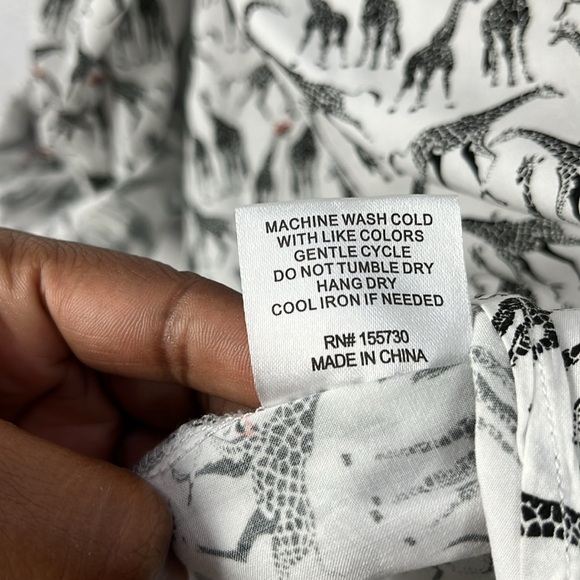 MACHINE WASH COLD
WITH LIKE COLORS
GENTLE CYCLE
DO NOT TUMBLE DRY
HANG DRY
COOL IRON IF NEEDED
RN# 155730
MADE IN CHINA